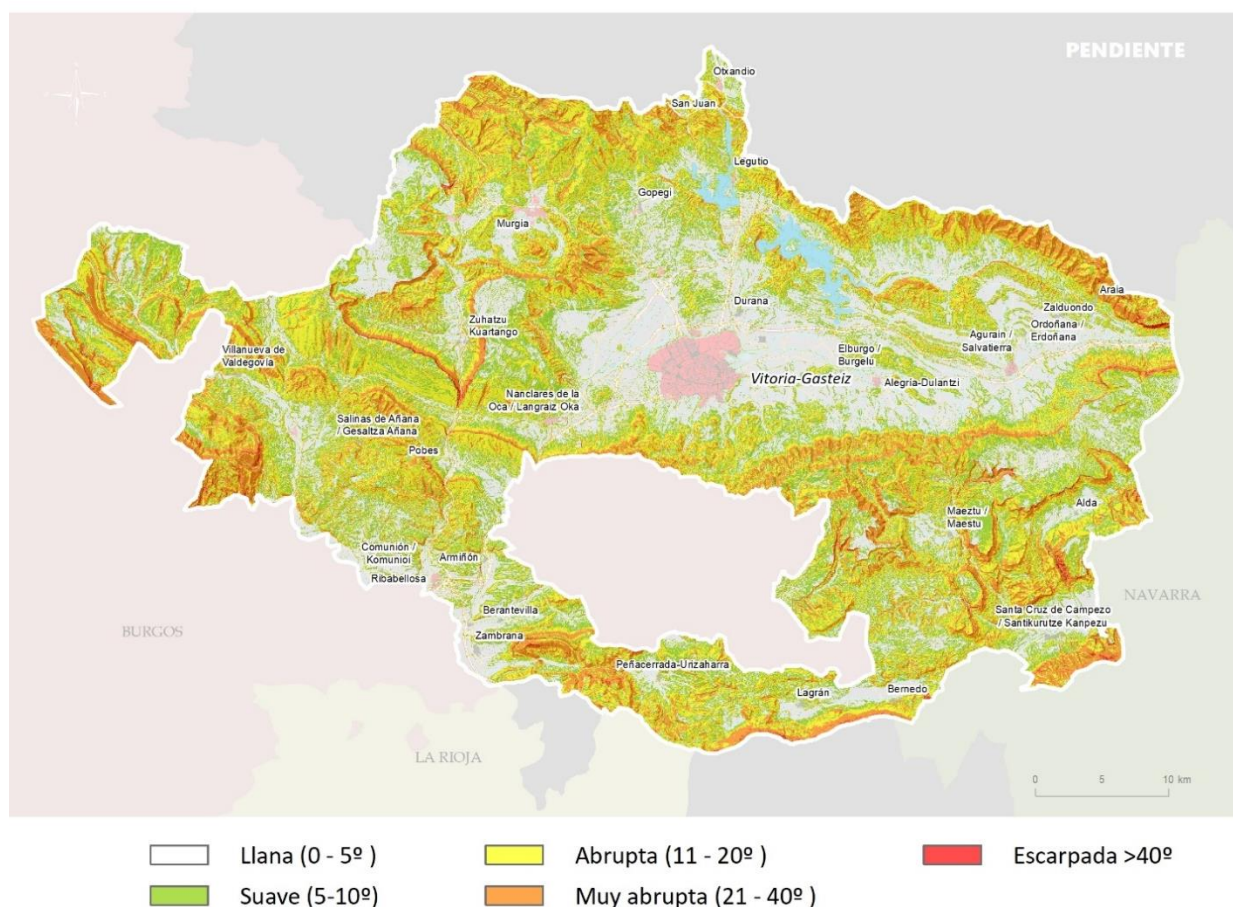 PENDIENTE
Otxandio
San Juan
Legutio
Gopegi
Murgia
Araia
Durana
Zalduondo
Zuhatzu
Kuartango
Ordoñana /
Erdoñana
Agurain /
Salvatierra
Villanueva de
Valdegovía
Elburgo /
Burgelu
Vitoria-Gasteiz
Alegría-Dulantzi
Nanclares de la
Oca / Langraiz Oka
Salinas de Añana
/ Gesaltza Añana
Pobes
Alda
Maeztu /
Maestu
Comunión /
Komunioi
Armiñón
Ribabellosa
NAVARRA
Berantevilla
Santa Cruz de Campezo
/ Santikurutze Kanpezu
BURGOS
Zambrana
Peñacerrada-Urizaharra
Lagrán
Bernedo
LA RIOJA
0 5 10 km
Llana (0 - 5º )
Abrupta (11 - 20º )
Escarpada >40º
Suave (5-10º)
Muy abrupta (21 - 40º )